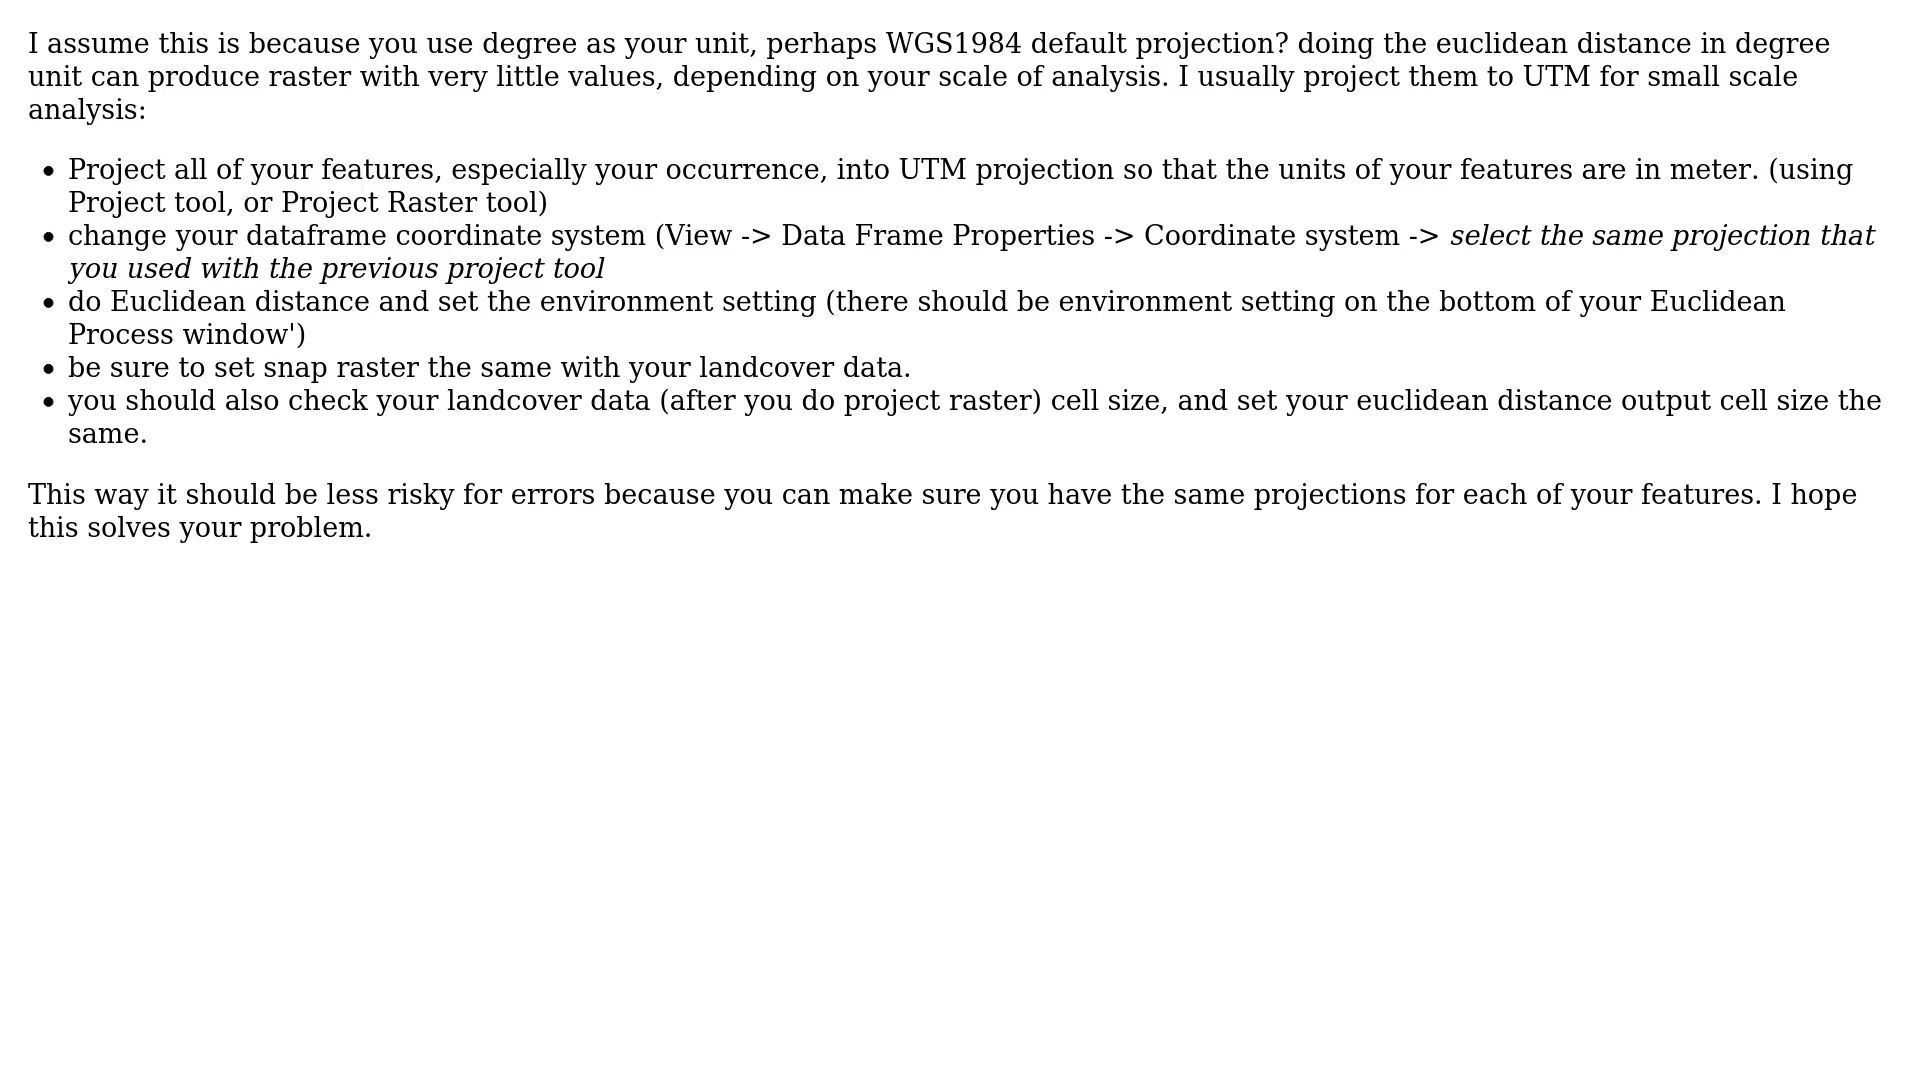 I assume this is because you use degree as your unit, perhaps WGS1984 default projection? doing the euclidean distance in degree
unit can produce raster with very little values, depending on your scale of analysis. I usually project them to UTM for small scale
analysis:
• Project all of your features, especially your occurrence, into UTM projection so that the units of your features are in meter. (using
Project tool, or Project Raster tool)
• change your dataframe coordinate system (View -> Data Frame Properties -> Coordinate system -> select the same projection that
you used with the previous project tool
• do Euclidean distance and set the environment setting (there should be environment setting on the bottom of your Euclidean
Process window')
• be sure to set snap raster the same with your landcover data.
• you should also check your landcover data (after you do project raster) cell size, and set your euclidean distance output cell size the
same.
This way it should be less risky for errors because you can make sure you have the same projections for each of your features. I hope
this solves your problem.